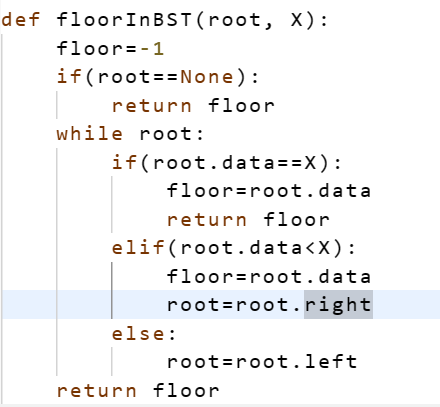 def floorInBST(root, X):
    floor=-1
    if(root==None):
        return floor
    while root:
        if(root.data==X):
            floor=root.data
            return floor
        elif(root.data<X):
            floor=root.data
            root=root.right
        else:
            root=root.left
    return floor